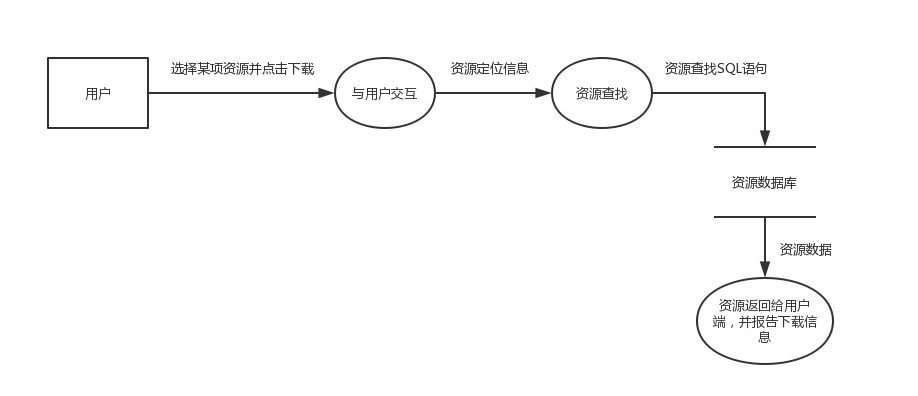 选择某项资源并点击下载
资源定位信息
资源查找SQL语句
用户
与用户交互
资源查找
资源数据库
资源数据
资源返回给用户
端，并报告下载信
息